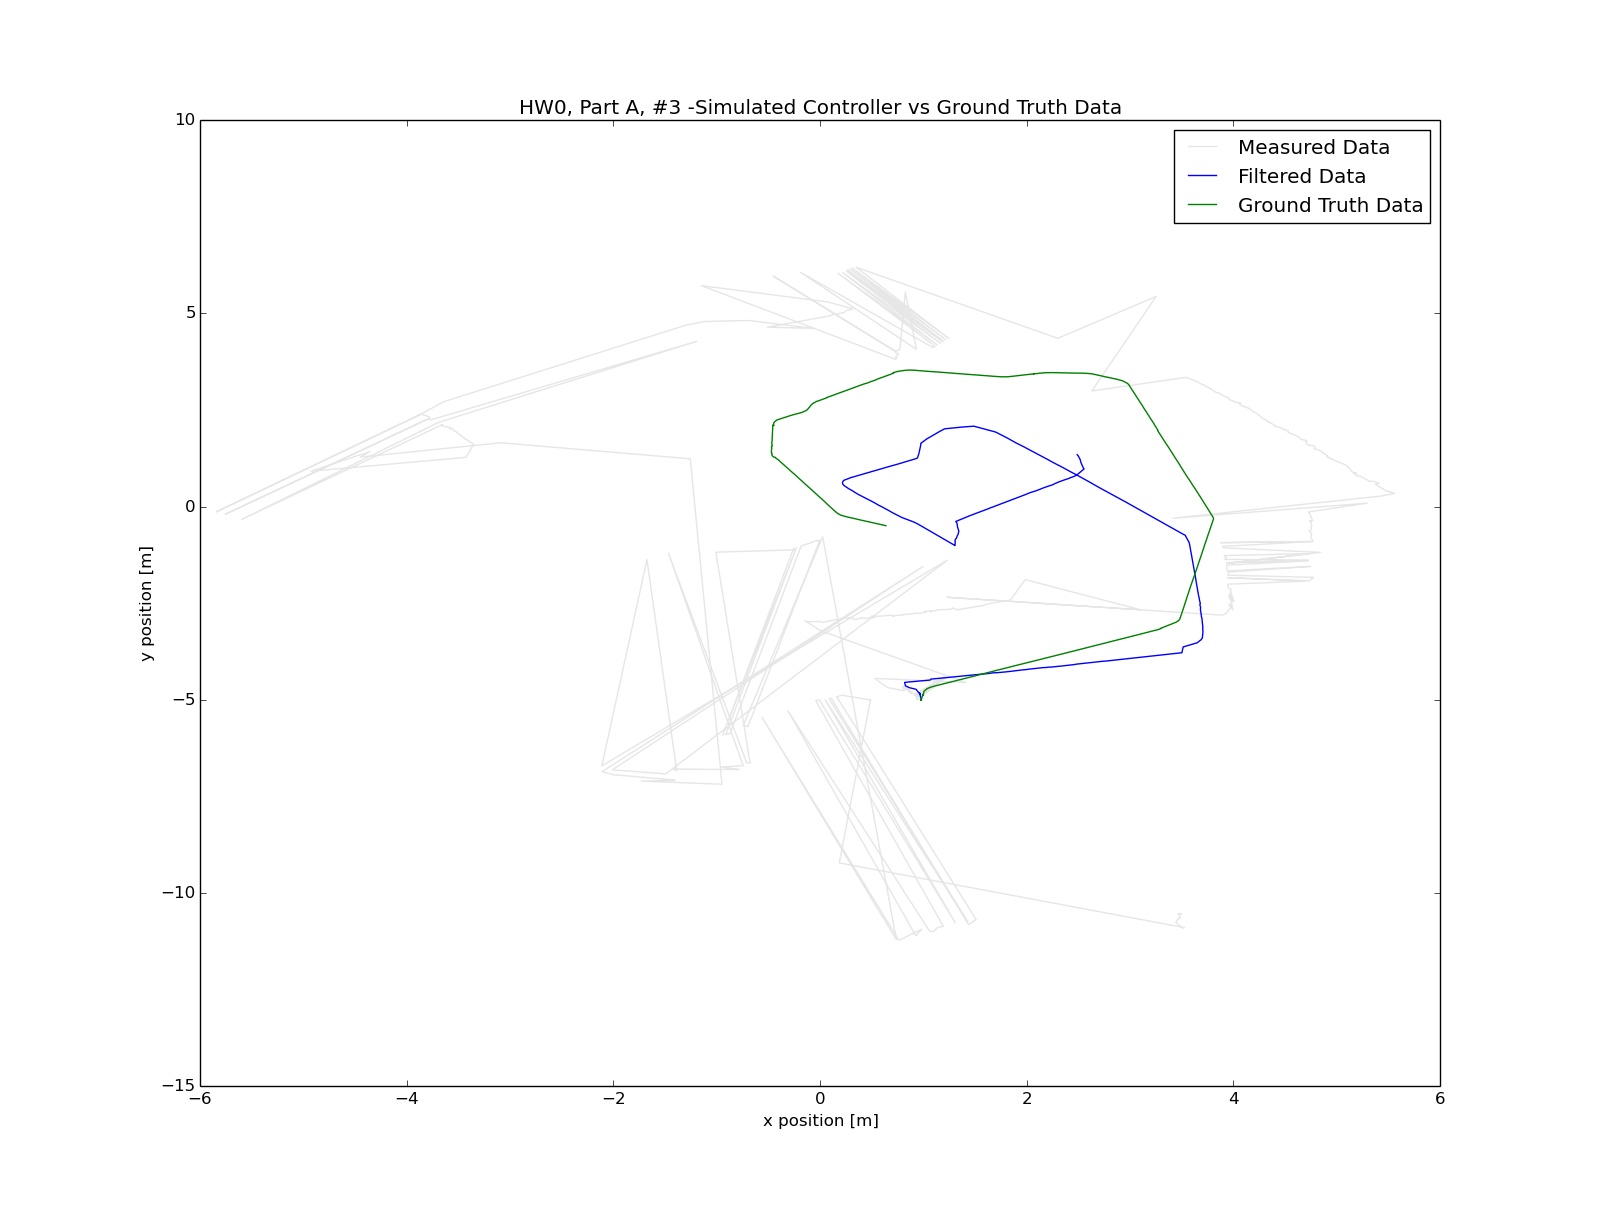 HW0, Part A, #3 -Simulated Controller vs Ground Truth Data
Measured Data
Filtered Data
Ground Truth Data
10
5
0
−5
−10
−15
y position [m]
−6 −4 −2 0 2 4 6
x position [m]